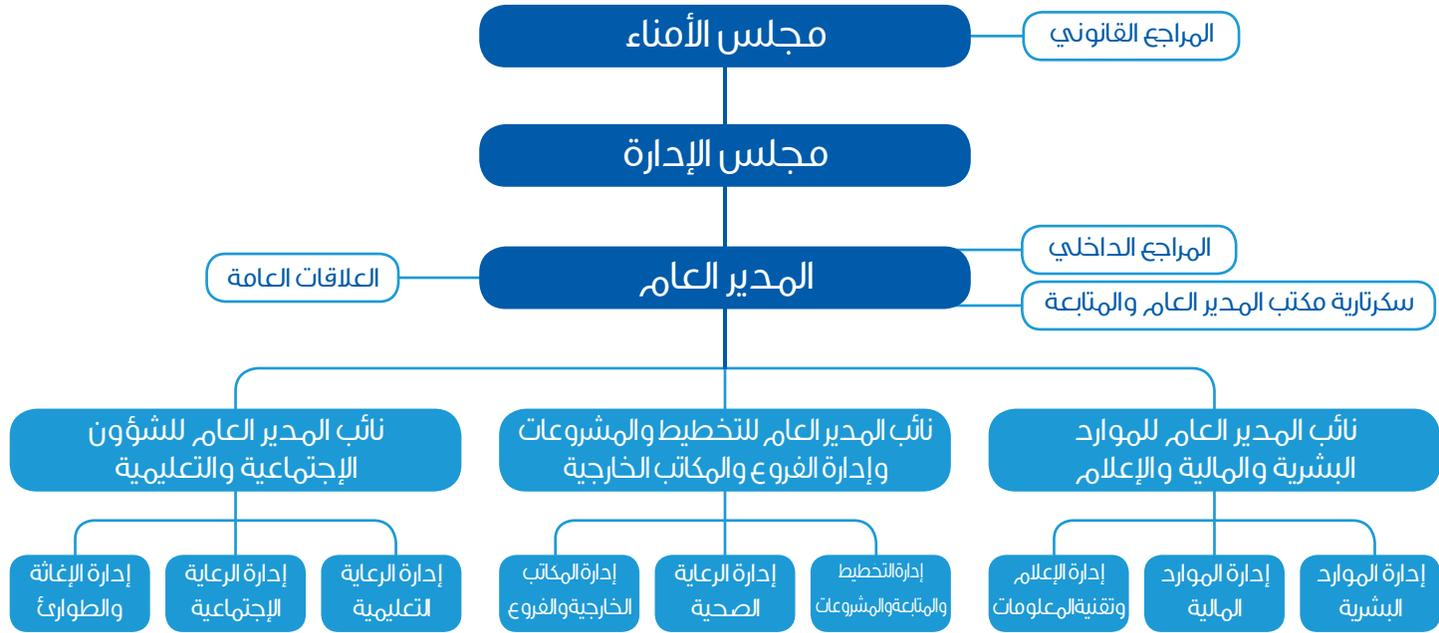 مجلس الأمناء
المراجع القانوني
مجلس الإدارة
المراجع الداخلي
المدير العام
العلاقات العامة
سكرتارية مكتب المدير العام والمتابعة
نائب المدير العام للموارد
البشرية والمالية والإعلام
نائب المدير العام للتخطيط والمشروعات
وإدارة الفروع والمكاتب الخارجية
نائب المدير العام للشؤون
الإجتماعية والتعليمية
إدارة الموارد
البشرية
إدارة الموارد
المالية
إدارة الإعلام
وتقنية المعلومات
إدارة التخطيط
والمتابعة والمشروعات
إدارة الرعاية
الصحية
إدارة المكاتب
الخارجية والفروع
إدارة الرعاية
التعليمية
إدارة الرعاية
الإجتماعية
إدارة الإغاثة
والطوارئ